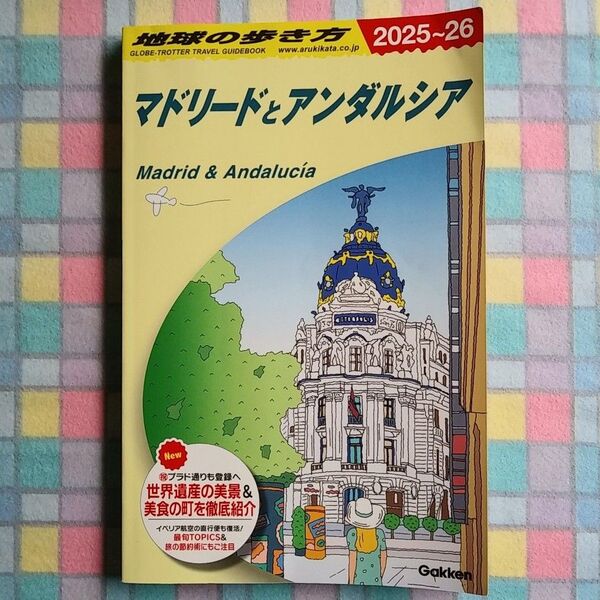 地球の歩き方
2025~26
GLOBE-TROTTER TRAVEL GUIDEBOOK www.arukikata.co.jp
マドリードとアンダルシア
Madrid & Andalucía
New
㊗プラド通りも登録へ
世界遺産の美景&
美食の町を徹底紹介
イベリア航空の直行便も復活!
最旬TOPICS&
旅の節約術にもご注目
Gakken